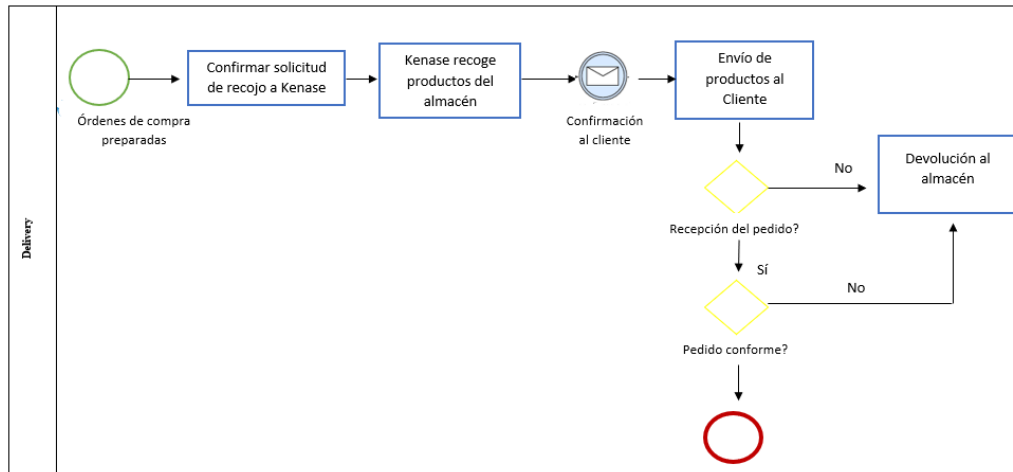 Delivery
Órdenes de compra
preparadas
Confirmar solicitud
de recojo a Kenase
Kenase recoge
productos del
almacén
Confirmación
al cliente
Envío de
productos al
Cliente
Recepción del pedido?
No
Devolución al
almacén
Sí
Pedido conforme?
No